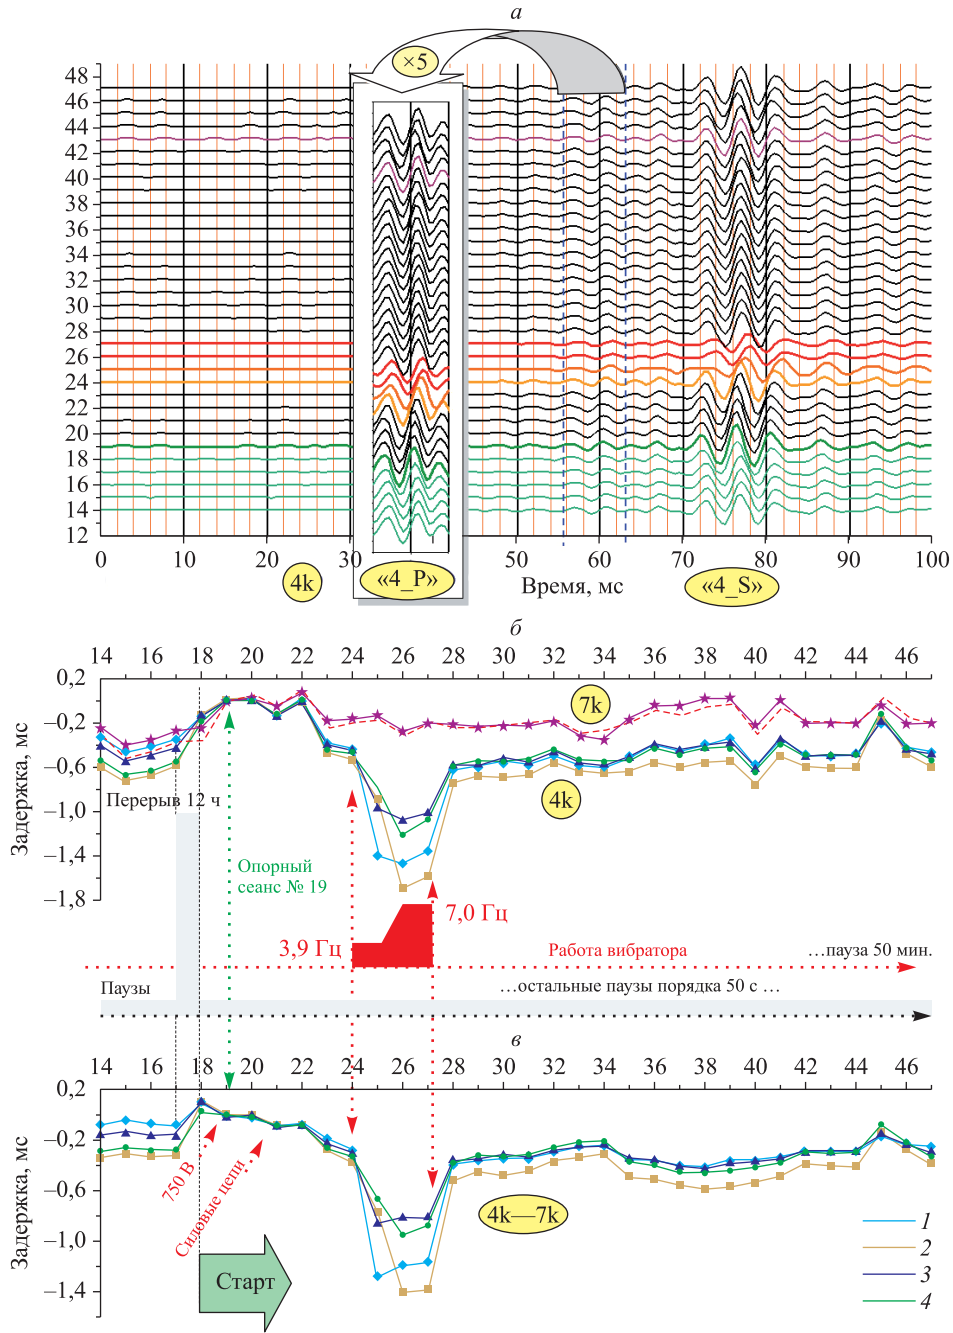 а
×5
48
46
44
42
40
38
36
34
32
30
28
26
24
22
20
18
16
14
12
0 10 20 30 50 60 70 80 90 100
4k «4_P» Время, мс «4_S»
б
14 16 18 20 22 24 26 28 30 32 34 36 38 40 42 44 46
0,2
–0,2
–0,6
–1,0
–1,4
–1,8
Задержка, мс
7k
4k
Перерыв 12 ч
Опорный
сеанс № 19
7,0 Гц
3,9 Гц
Работа вибратора
…пауза 50 мин.
Паузы
…остальные паузы порядка 50 с …
в
14 16 18 20 22 24 26 28 30 32 34 36 38 40 42 44 46
0,2
–0,2
–0,6
–1,0
–1,4
Задержка, мс
750 В
Силовые цепи
4k—7k
Старт
1
2
3
4